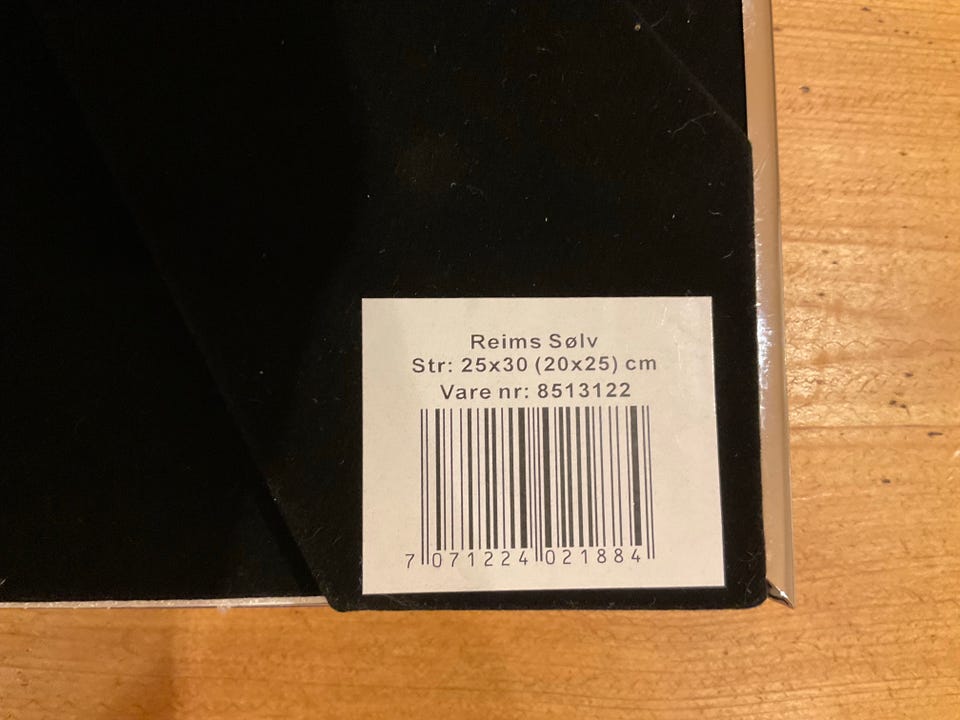 Reims Sølv
Str: 25x30 (20x25) cm
Vare nr: 8513122
7 071224 021884